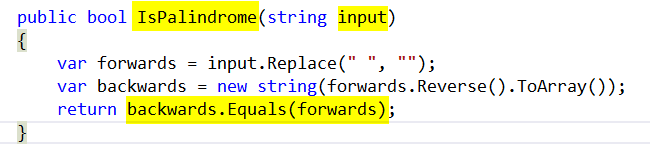 public bool IsPalindrome(string input)
{
    var forwards = input.Replace(" ", "");
    var backwards = new string(forwards.Reverse().ToArray());
    return backwards.Equals(forwards);
}